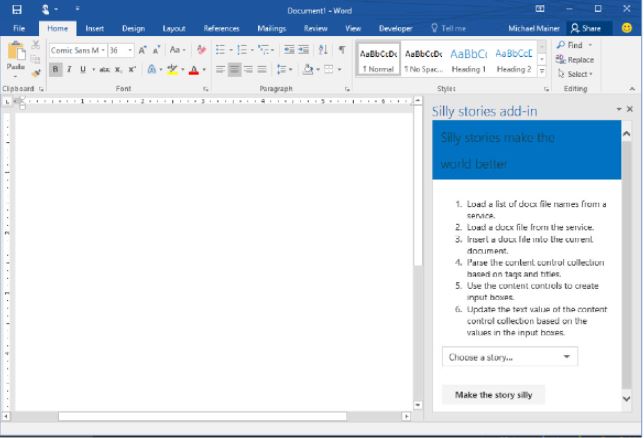 Document1 - Word
File Home Insert Design Layout References Mailings Review View Developer Tell me Michael Mainer Share
Paste
Comic Sans M 36 A A Aa
B I U abc X, X² A A
AaBbCcDc AaBbCcDc AaBbCc AaBbCcE
¶ Normal ¶ No Spac... Heading 1 Heading 2
Find
Replace
Select
Clipboard Font Paragraph Styles Editing
1 2 3 4 5
Silly stories add-in
Silly stories make the
world better
1. Load a list of docx file names from a
service.
2. Load a docx file from the service.
3. Insert a docx file into the current
document.
4. Parse the content control collection
based on tags and titles.
5. Use the content controls to create
input boxes.
6. Update the text value of the content
control collection based on the
values in the input boxes.
Choose a story...
Make the story silly